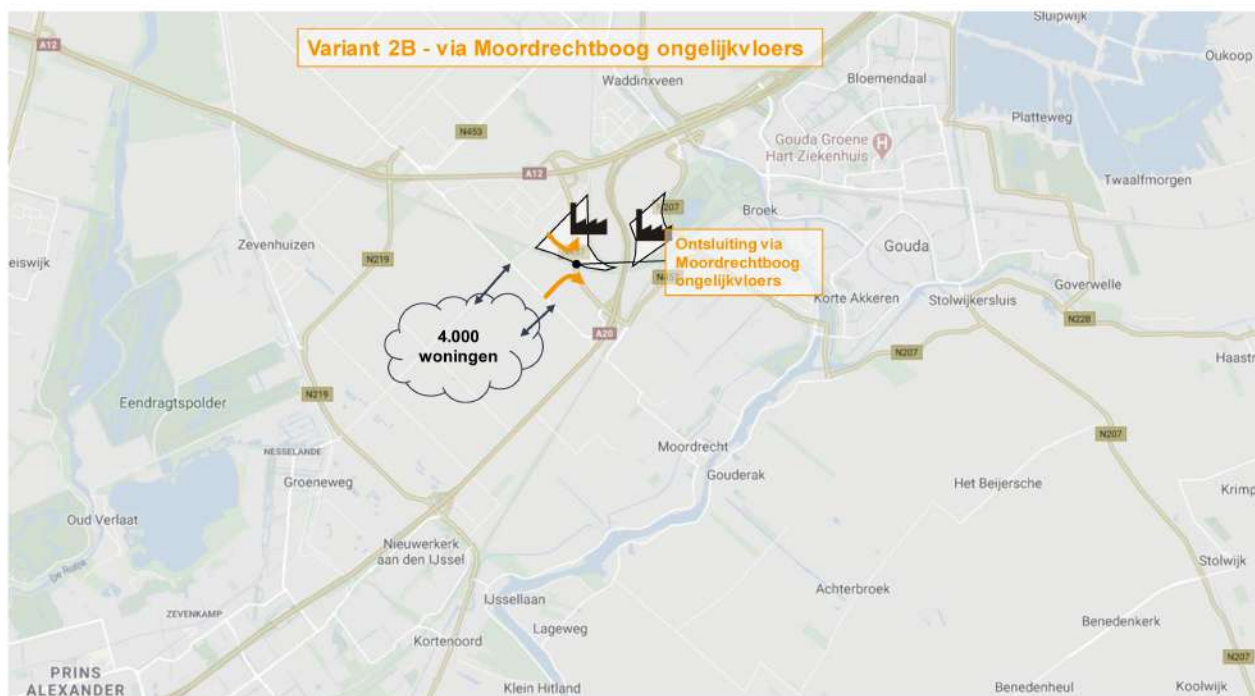 Sluipwijk
Variant 2B - via Moordrechtboog ongelijkvloers
A12
Oukoop
Waddinxveen
Bloemendaal
Platteweg
N453
Gouda Groene
Hart Ziekenhuis
H
A12
Twaalfmorgen
N207
Broek
Zevenhuizen
Ontsluiting via
Moordrechtboog
ongelijkvloers
Gouda
eiswijk
N219
Goverwelle
Korte Akkeren
Stolwijkersluis
4.000
woningen
A20
N228
N207
Haastr
N219
Eendragtspolder
N207
Moordrecht
NESSELANDE
Gouderak
Groeneweg
Het Beijersche
Krimp
Oud Verlaat
Nieuwerkerk
aan den IJssel
Stolwijk
De Rotte
Achterbroek
IJssellaan
ZEVENKAMP
Lageweg
Benedenkerk
Kortenoord
N207
PRINS
ALEXANDER
Klein Hitland
Benedenheul
Koolwijk